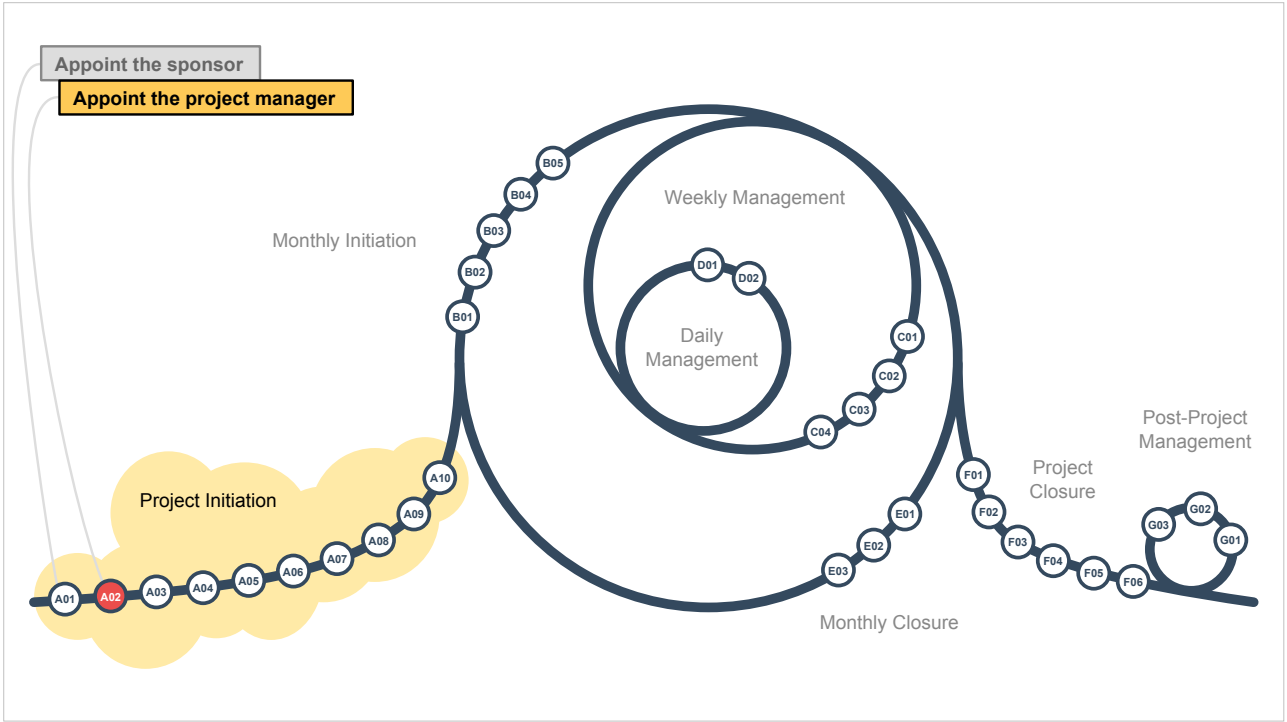 Appoint the sponsor
Appoint the project manager
Monthly Initiation
B05
B04
B03
B02
B01
Weekly Management
D01
D02
Daily
Management
C01
C02
C03
C04
Project Initiation
A01
A02
A03
A04
A05
A06
A07
A08
A09
A10
E01
E02
E03
Monthly Closure
Project
Closure
F01
F02
F03
F04
F05
F06
Post-Project
Management
G03
G02
G01